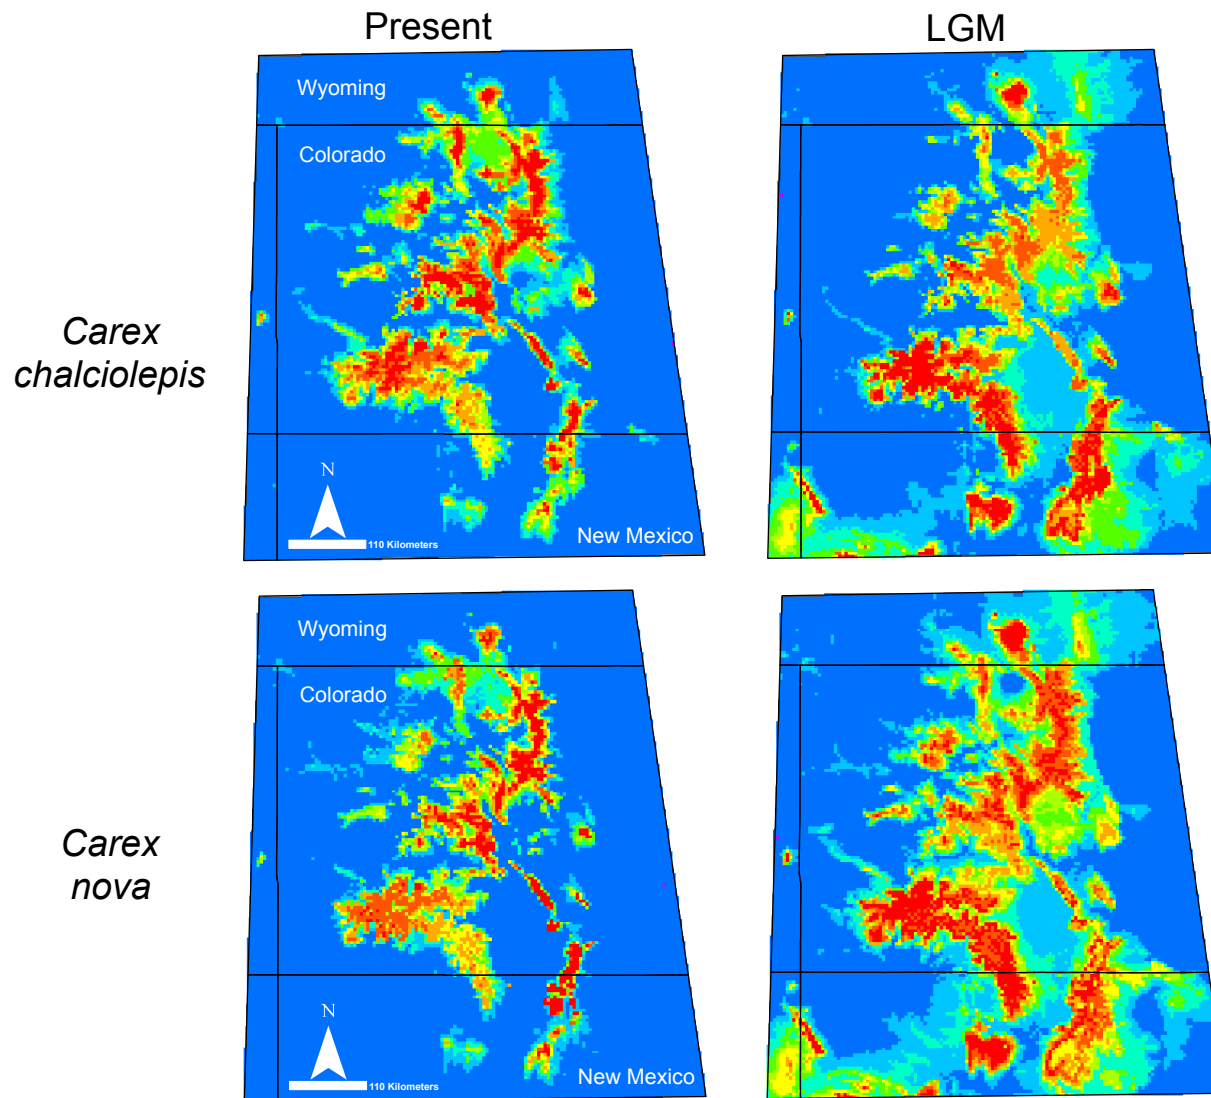 Present
LGM
Wyoming
Colorado
Carex
chalciolepis
N
110 Kilometers
New Mexico
Wyoming
Colorado
Carex
nova
N
110 Kilometers
New Mexico